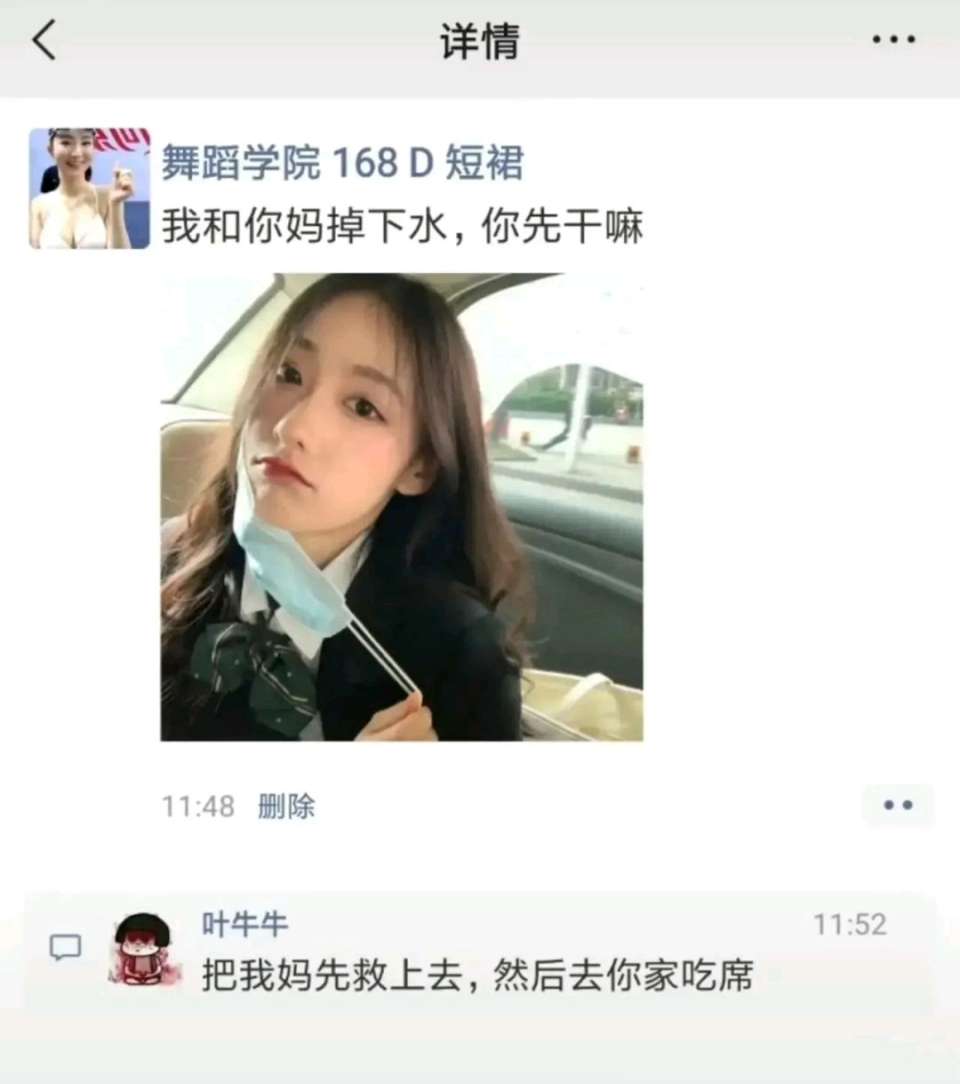 详情
舞蹈学院 168 D 短裙
我和你妈掉下水，你先干嘛
11:48 删除
叶牛牛
11:52
把我妈先救上去，然后去你家吃席